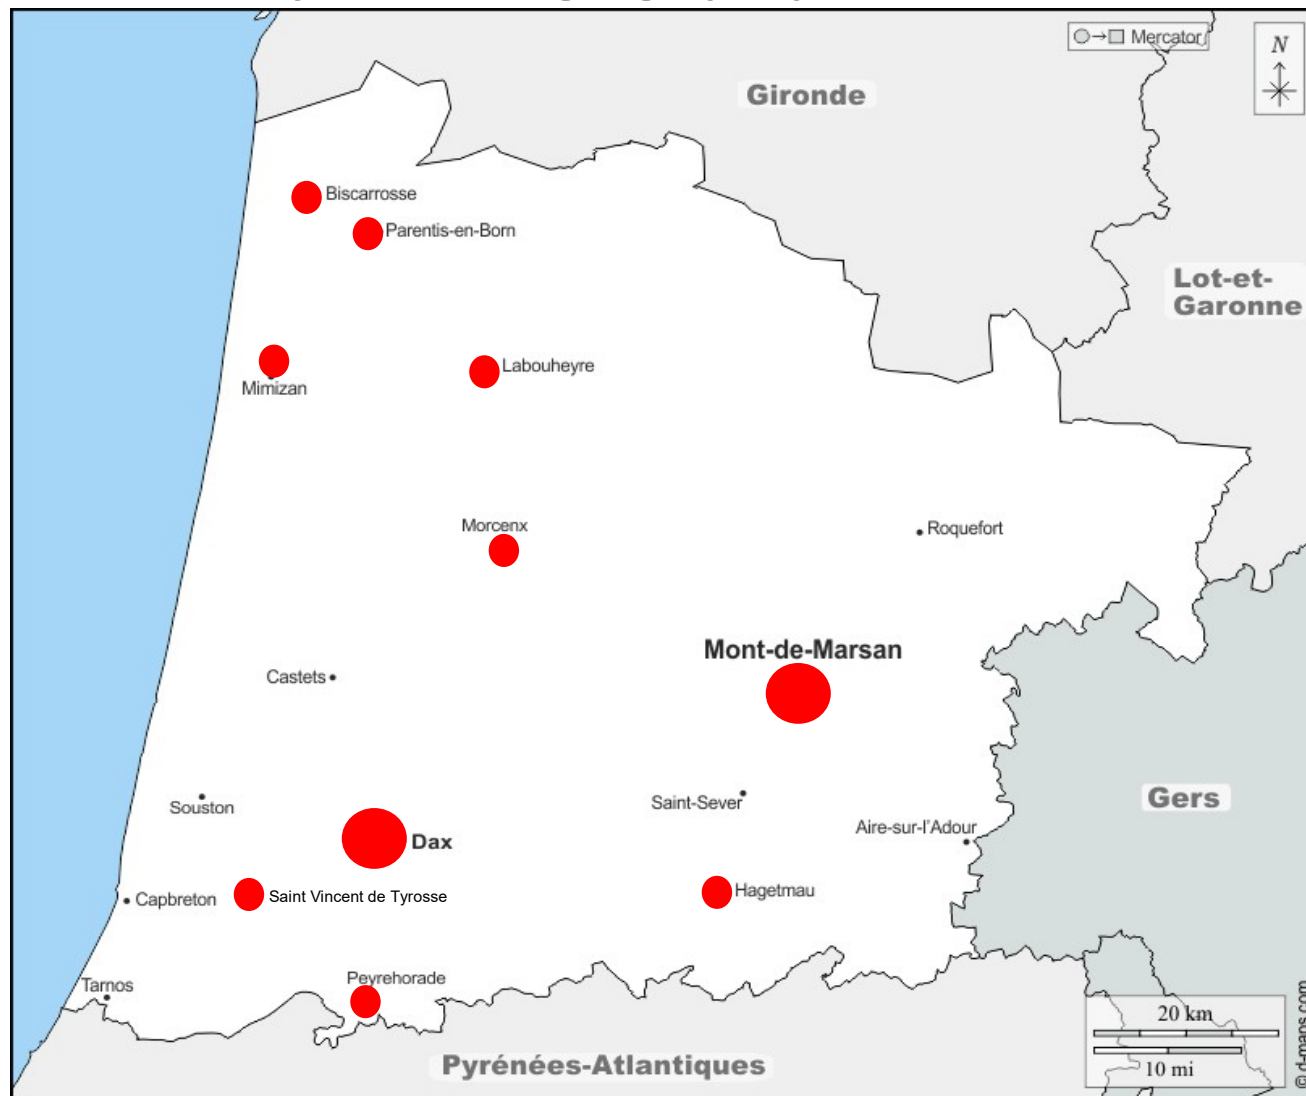 Mercator
N
Gironde
Biscarrosse
Parentis-en-Born
Lot-et-
Garonne
Labouheyre
Mimizan
Morcenx
Roquefort
Mont-de-Marsan
Castets
Souston
Saint-Sever
Gers
Aire-sur-l'Adour
Dax
Hagetmau
Saint Vincent de Tyrosse
Capbreton
Peyrehorade
Tarnos
20 km
10 mi
Pyrénées-Atlantiques
© d-maps.com